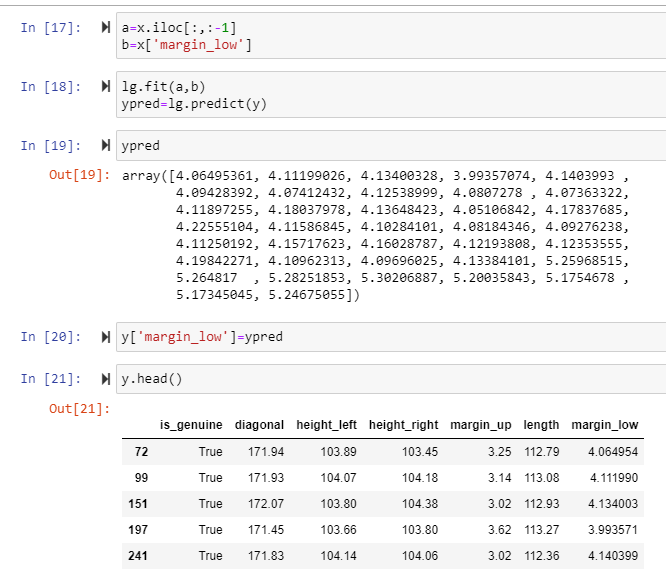 In [17]: a=x.iloc[:,:-1]
b=x['margin_low']
In [18]: lg.fit(a,b)
ypred=lg.predict(y)
In [19]: ypred
Out[19]: array([4.06495361, 4.11199026, 4.13400328, 3.99357074, 4.1403993 ,
4.09428392, 4.07412432, 4.12538999, 4.0807278 , 4.07363322,
4.11897255, 4.18037978, 4.13648423, 4.05106842, 4.17837685,
4.22555104, 4.11586845, 4.10284101, 4.08184346, 4.09276238,
4.11250192, 4.15717623, 4.16028787, 4.12193808, 4.12353555,
4.19842271, 4.10962313, 4.09696025, 4.13384101, 5.25968515,
5.264817  , 5.28251853, 5.30206887, 5.20035843, 5.1754678 ,
5.17345045, 5.24675055])
In [20]: y['margin_low']=ypred
In [21]: y.head()
Out[21]:
is_genuine diagonal height_left height_right margin_up length margin_low
72 True 171.94 103.89 103.45 3.25 112.79 4.064954
99 True 171.93 104.07 104.18 3.14 113.08 4.111990
151 True 172.07 103.80 104.38 3.02 112.93 4.134003
197 True 171.45 103.66 103.80 3.62 113.27 3.993571
241 True 171.83 104.14 104.06 3.02 112.36 4.140399